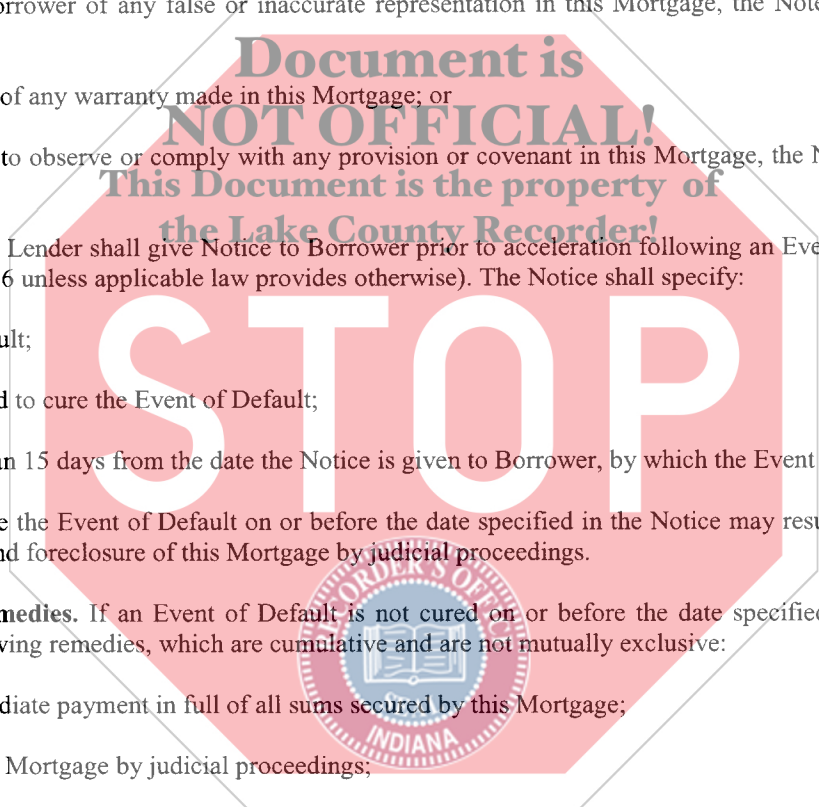 orrower of any false or inaccurate representation in this Mortgage, the Note
Document is
of any warranty made in this Mortgage; or
NOT OFFICIAL!
to observe or comply with any provision or covenant in this Mortgage, the N
This Document is the property of
the Lake County Recorder!
Lender shall give Notice to Borrower prior to acceleration following an Eve
6 unless applicable law provides otherwise). The Notice shall specify:
STOP
ult;
d to cure the Event of Default;
an 15 days from the date the Notice is given to Borrower, by which the Event
e the Event of Default on or before the date specified in the Notice may resu
nd foreclosure of this Mortgage by judicial proceedings.
RECORDER'S OFFICE
medies. If an Event of Default is not cured on or before the date specified
wing remedies, which are cumulative and are not mutually exclusive:
SEAL
diate payment in full of all sums secured by this Mortgage;
INDIANA
Mortgage by judicial proceedings;